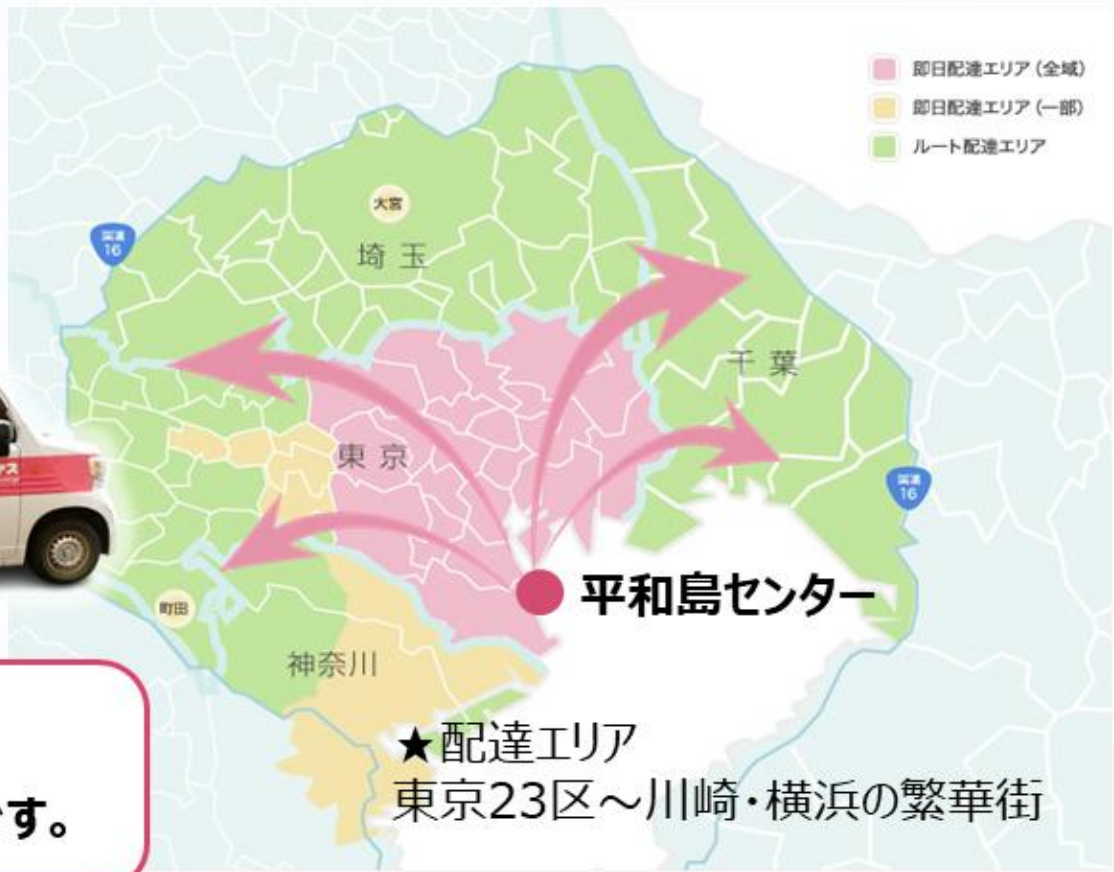 即日配達エリア（全域）
即日配達エリア（一部）
ルート配達エリア
大宮
国道
16
埼玉
千葉
東京
国道
16
平和島センター
町田
神奈川
★配達エリア
東京23区～川崎・横浜の繁華街
す。